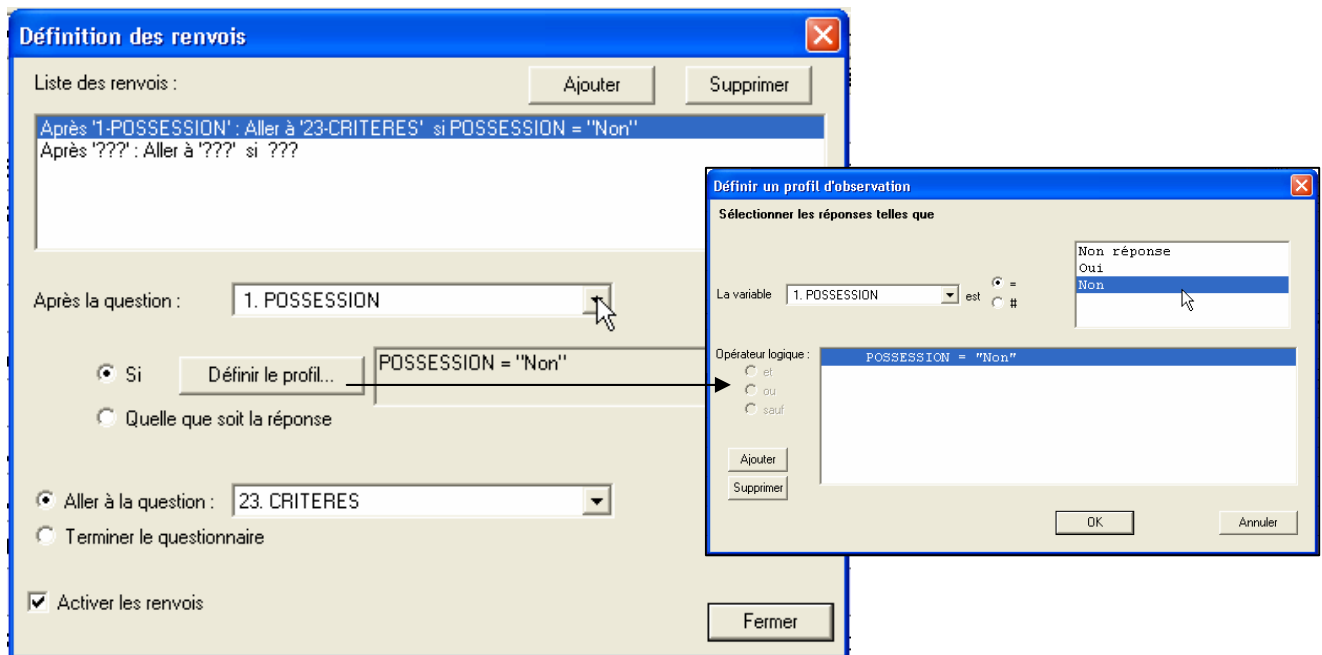 Définition des renvois
Liste des renvois :
Ajouter
Supprimer
Après '1-POSSESSION' : Aller à '23-CRITERES' si POSSESSION = "Non"
Après '???' : Aller à '???' si ???
Après la question :
1. POSSESSION
Si
Définir le profil...
POSSESSION = "Non"
Quelle que soit la réponse
Aller à la question :
23. CRITERES
Terminer le questionnaire
Activer les renvois
Fermer
Définir un profil d'observation
Sélectionner les réponses telles que
Non réponse
Oui
Non
La variable
1. POSSESSION
est
=
#
Opérateur logique :
et
ou
sauf
POSSESSION = "Non"
Ajouter
Supprimer
OK
Annuler